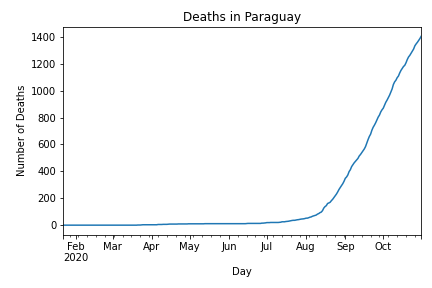 Deaths in Paraguay
1400
1200
1000
800
600
400
200
0
Number of Deaths
Feb Mar Apr May Jun Jul Aug Sep Oct
2020
Day